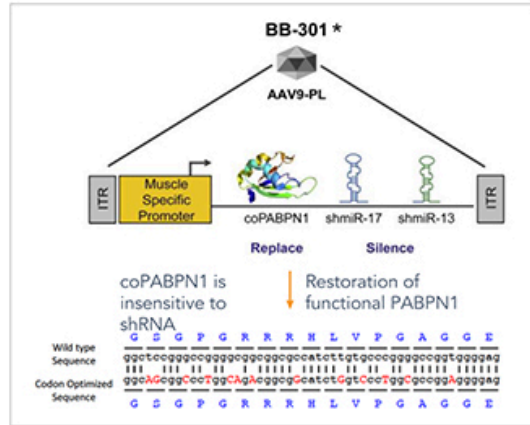 BB-301 *
AAV9-PL
ITR
Muscle
Specific
Promoter
coPABPN1
shmiR-17
shmiR-13
ITR
Replace
Silence
coPABPN1 is
insensitive to
shRNA
Restoration of
functional PABPN1
G S G P G R R R H L V P G A G G E
Wild type
Sequence
ggctccgggccggggcggcggcgccatcttgtgcccggggccggtggggag
Codon Optimized
Sequence
ggcAGcggCccTggCAgAcggcgGcatctGgtCccTggCgccggAggggag
G S G P G R R R H L V P G A G G E